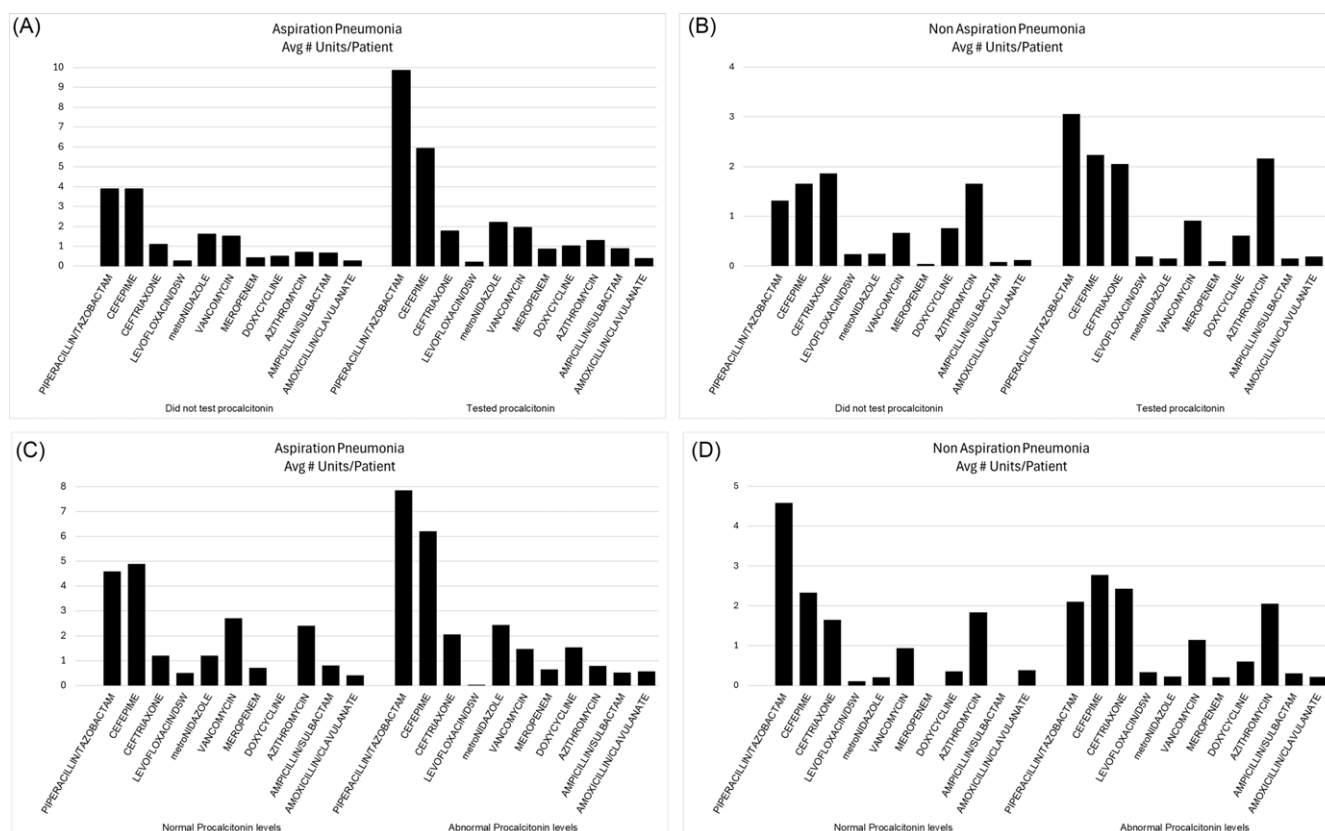 (A)
Aspiration Pneumonia
Avg # Units/Patient
10
9
8
7
6
5
4
3
2
1
0
PIPERACILLIN/TAZOBACTAM
CEFEPIME
CEFTRIAXONE
LEVOFLOXACIN/D5W
metroNIDAZOLE
VANCOMYCIN
MEROPENEM
DOXYCYCLINE
AZITHROMYCIN
AMPICILLIN/SULBACTAM
AMOXICILLIN/CLAVULANATE
PIPERACILLIN/TAZOBACTAM
CEFEPIME
CEFTRIAXONE
LEVOFLOXACIN/D5W
metroNIDAZOLE
VANCOMYCIN
MEROPENEM
DOXYCYCLINE
AZITHROMYCIN
AMPICILLIN/SULBACTAM
AMOXICILLIN/CLAVULANATE
Did not test procalcitonin
Tested procalcitonin
(B)
Non Aspiration Pneumonia
Avg # Units/Patient
4
3
2
1
0
PIPERACILLIN/TAZOBACTAM
CEFEPIME
CEFTRIAXONE
LEVOFLOXACIN/D5W
metroNIDAZOLE
VANCOMYCIN
MEROPENEM
DOXYCYCLINE
AZITHROMYCIN
AMPICILLIN/SULBACTAM
AMOXICILLIN/CLAVULANATE
PIPERACILLIN/TAZOBACTAM
CEFEPIME
CEFTRIAXONE
LEVOFLOXACIN/D5W
metroNIDAZOLE
VANCOMYCIN
MEROPENEM
DOXYCYCLINE
AZITHROMYCIN
AMPICILLIN/SULBACTAM
AMOXICILLIN/CLAVULANATE
Did not test procalcitonin
Tested procalcitonin
(C)
Aspiration Pneumonia
Avg # Units/Patient
8
7
6
5
4
3
2
1
0
PIPERACILLIN/TAZOBACTAM
CEFEPIME
CEFTRIAXONE
LEVOFLOXACIN/D5W
metroNIDAZOLE
VANCOMYCIN
MEROPENEM
DOXYCYCLINE
AZITHROMYCIN
AMPICILLIN/SULBACTAM
AMOXICILLIN/CLAVULANATE
PIPERACILLIN/TAZOBACTAM
CEFEPIME
CEFTRIAXONE
LEVOFLOXACIN/D5W
metroNIDAZOLE
VANCOMYCIN
MEROPENEM
DOXYCYCLINE
AZITHROMYCIN
AMPICILLIN/SULBACTAM
AMOXICILLIN/CLAVULANATE
Normal Procalcitonin levels
Abnormal Procalcitonin levels
(D)
Non Aspiration Pneumonia
Avg # Units/Patient
5
4
3
2
1
0
PIPERACILLIN/TAZOBACTAM
CEFEPIME
CEFTRIAXONE
LEVOFLOXACIN/D5W
metroNIDAZOLE
VANCOMYCIN
MEROPENEM
DOXYCYCLINE
AZITHROMYCIN
AMPICILLIN/SULBACTAM
AMOXICILLIN/CLAVULANATE
PIPERACILLIN/TAZOBACTAM
CEFEPIME
CEFTRIAXONE
LEVOFLOXACIN/D5W
metroNIDAZOLE
VANCOMYCIN
MEROPENEM
DOXYCYCLINE
AZITHROMYCIN
AMPICILLIN/SULBACTAM
AMOXICILLIN/CLAVULANATE
Normal Procalcitonin levels
Abnormal Procalcitonin levels